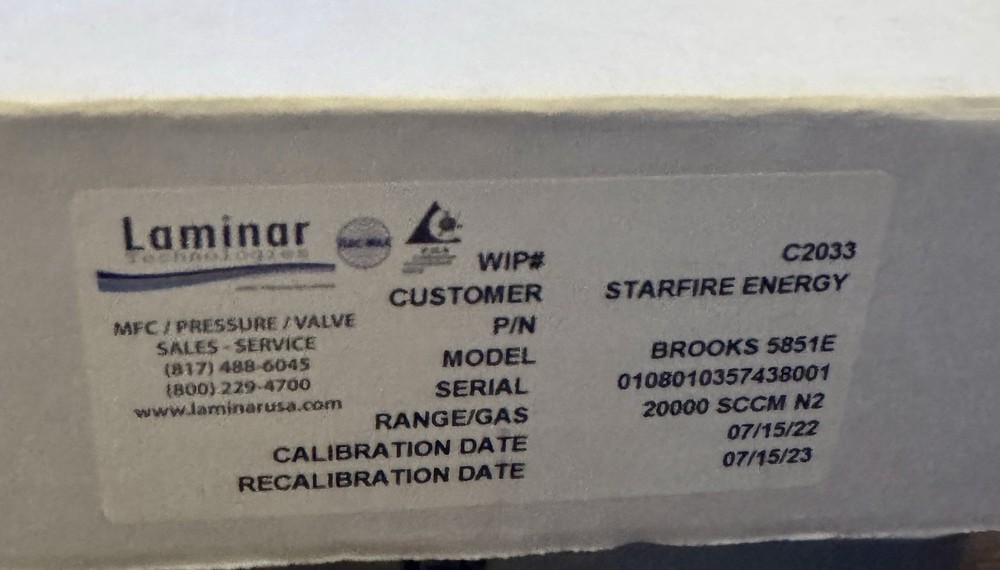 Laminar
Technologies
MFC / PRESSURE / VALVE
SALES - SERVICE
(817) 488-6045
(800) 229-4700
www.laminarusa.com
WIP# C2033
CUSTOMER STARFIRE ENERGY
P/N
MODEL BROOKS 5851E
SERIAL 0108010357438001
RANGE/GAS 20000 SCCM N2
CALIBRATION DATE 07/15/22
RECALIBRATION DATE 07/15/23